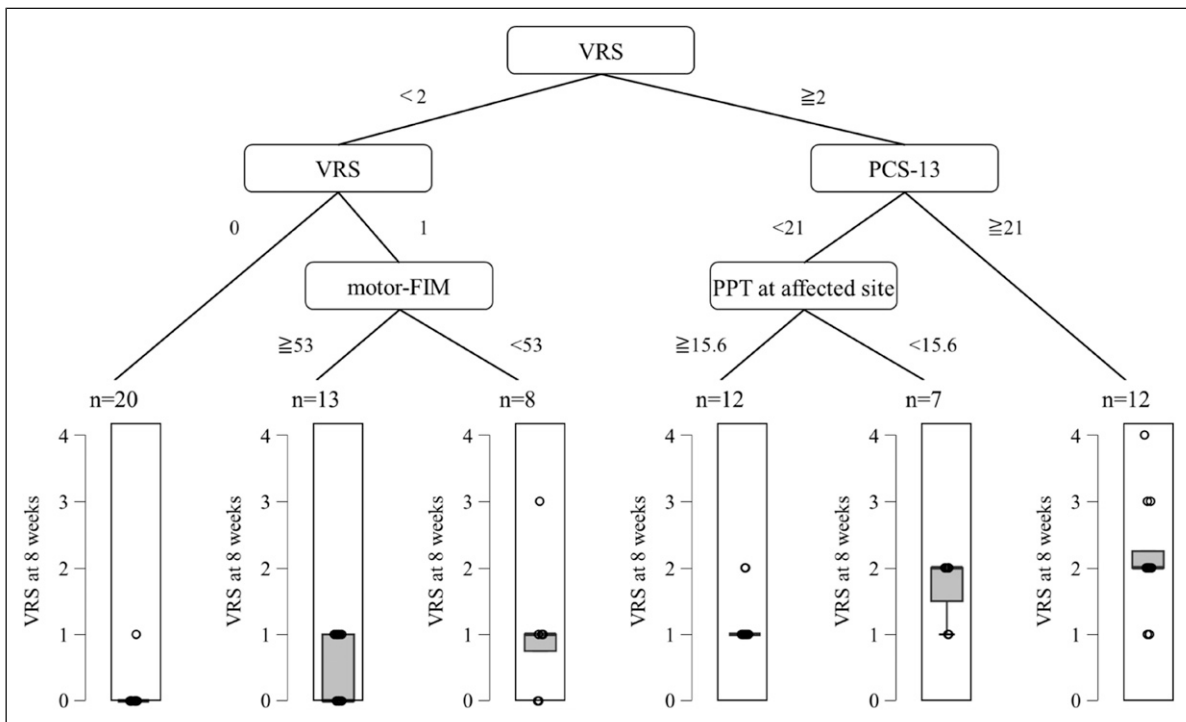 VRS
<2 ≧2
VRS PCS-13
0 1 <21 ≧21
motor-FIM PPT at affected site
≧53 <53 ≧15.6 <15.6
n=20 n=13 n=8 n=12 n=7 n=12
VRS at 8 weeks
4
3
2
1
0
VRS at 8 weeks
4
3
2
1
0
VRS at 8 weeks
4
3
2
1
0
VRS at 8 weeks
4
3
2
1
0
VRS at 8 weeks
4
3
2
1
0
VRS at 8 weeks
4
3
2
1
0